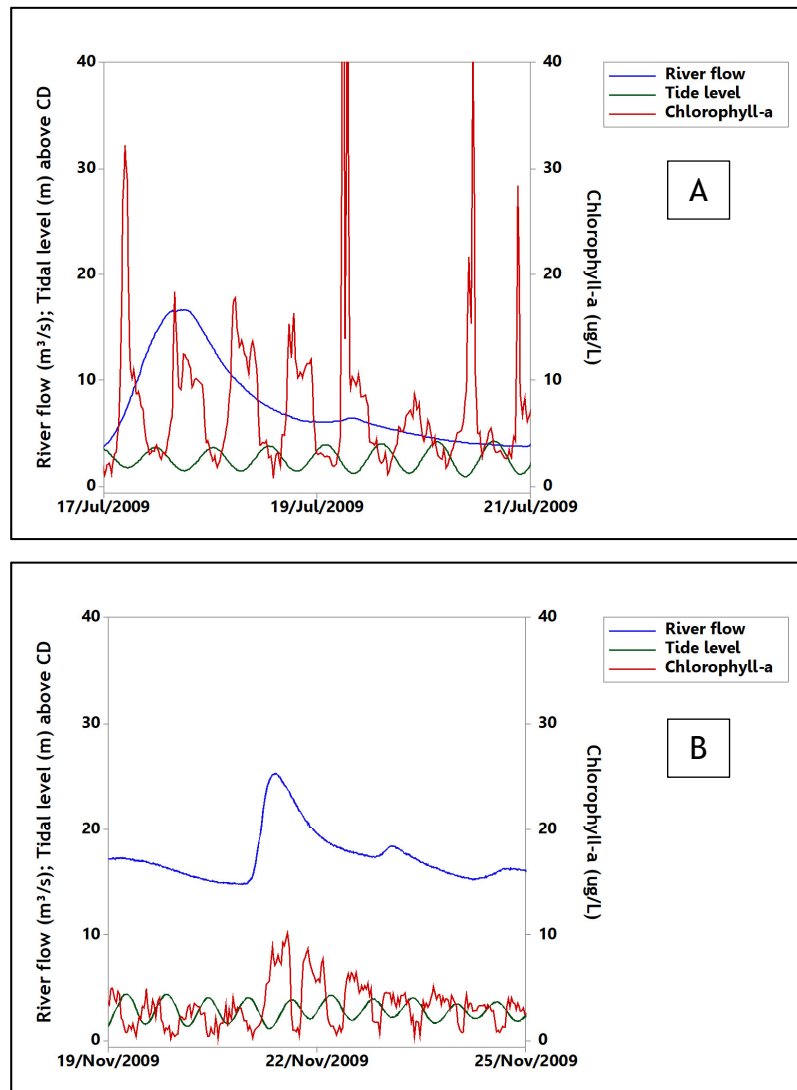 40
30
20
10
0
River flow (m³/s); Tidal level (m) above CD
40
30
20
10
0
Chlorophyll-a (ug/L)
17/Jul/2009
19/Jul/2009
21/Jul/2009
River flow
Tide level
Chlorophyll-a
A
40
30
20
10
0
River flow (m³/s); Tidal level (m) above CD
40
30
20
10
0
Chlorophyll-a (ug/L)
19/Nov/2009
22/Nov/2009
25/Nov/2009
River flow
Tide level
Chlorophyll-a
B